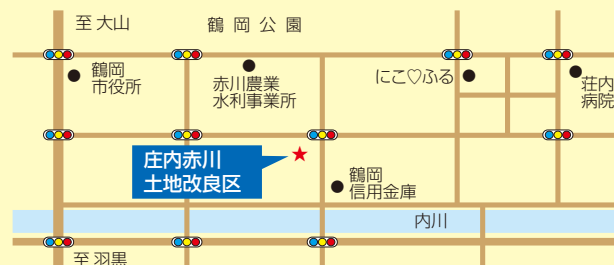 至 大山
鶴岡公園
鶴岡
市役所
赤川農業
水利事業所
にこ♡ふる
荘内
病院
庄内赤川
土地改良区
鶴岡
信用金庫
内川
至 羽黒